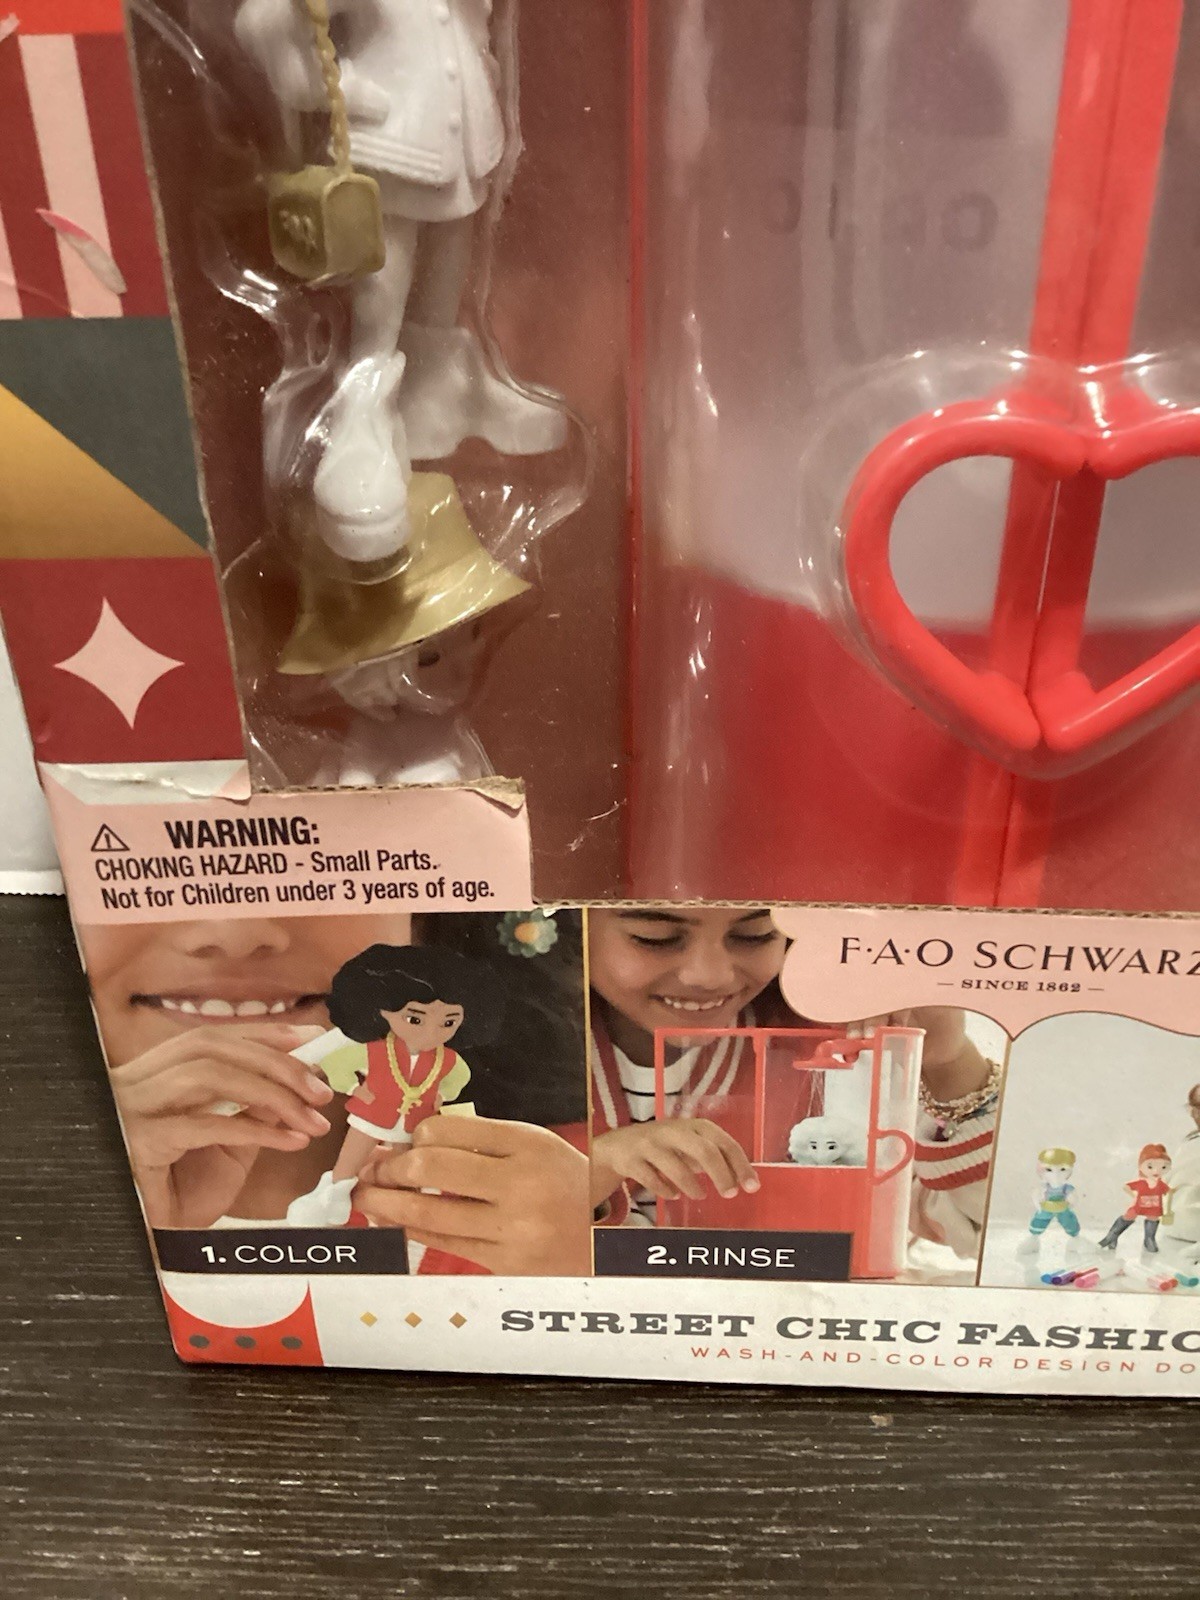 WARNING:
CHOKING HAZARD - Small Parts.
Not for Children under 3 years of age.
F·A·O SCHWARZ
— SINCE 1862 —
1. COLOR
2. RINSE
STREET CHIC FASHIO
WASH-AND-COLOR DESIGN DO